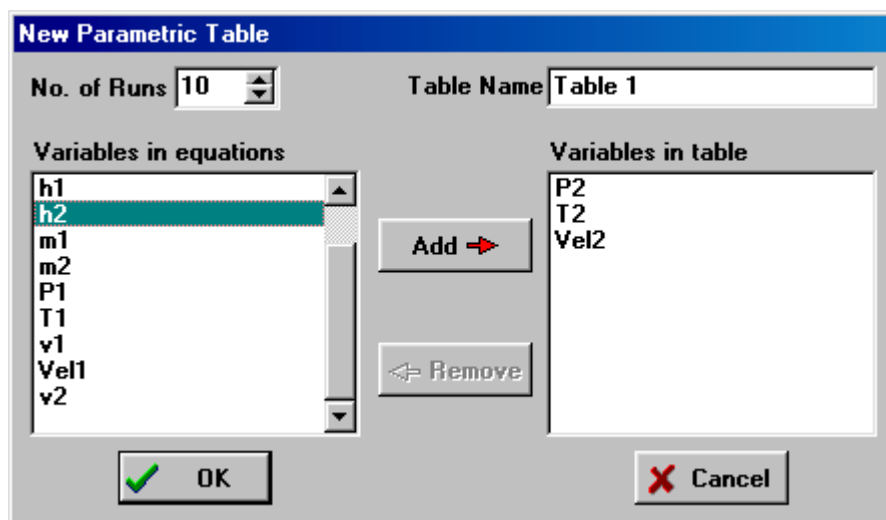 New Parametric Table
No. of Runs 10
Table Name Table 1
Variables in equations
h1
h2
m1
m2
P1
T1
v1
Vel1
v2
Add
Remove
Variables in table
P2
T2
Vel2
OK
Cancel